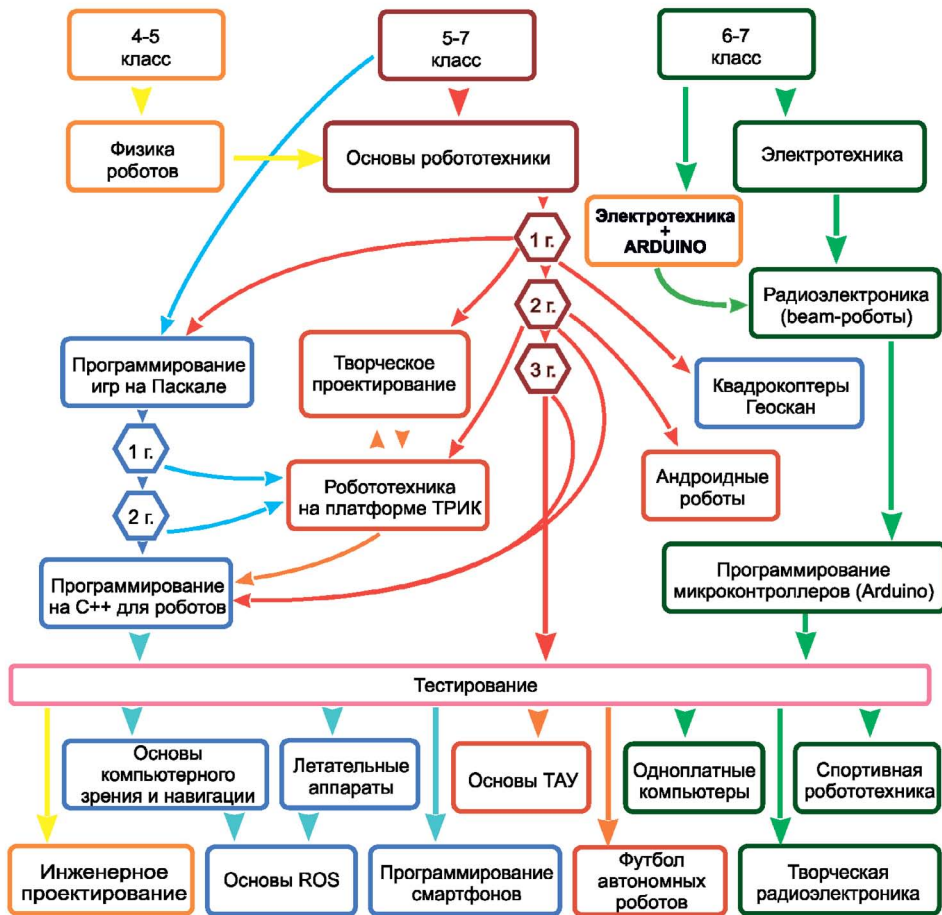 4-5
класс
5-7
класс
6-7
класс
Физика
роботов
Основы робототехники
Электротехника
Электротехника
+
ARDUINO
1 г.
2 г.
3 г.
Радиоэлектроника
(beam-роботы)
Программирование
игр на Паскале
Творческое
проектирование
Квадрокоптеры
Геоскан
1 г.
2 г.
Робототехника
на платформе ТРИК
Андроидные
роботы
Программирование
на C++ для роботов
Программирование
микроконтроллеров (Arduino)
Тестирование
Основы
компьютерного
зрения и навигации
Летательные
аппараты
Основы ТАУ
Одноплатные
компьютеры
Спортивная
робототехника
Инженерное
проектирование
Основы ROS
Программирование
смартфонов
Футбол
автономных
роботов
Творческая
радиоэлектроника